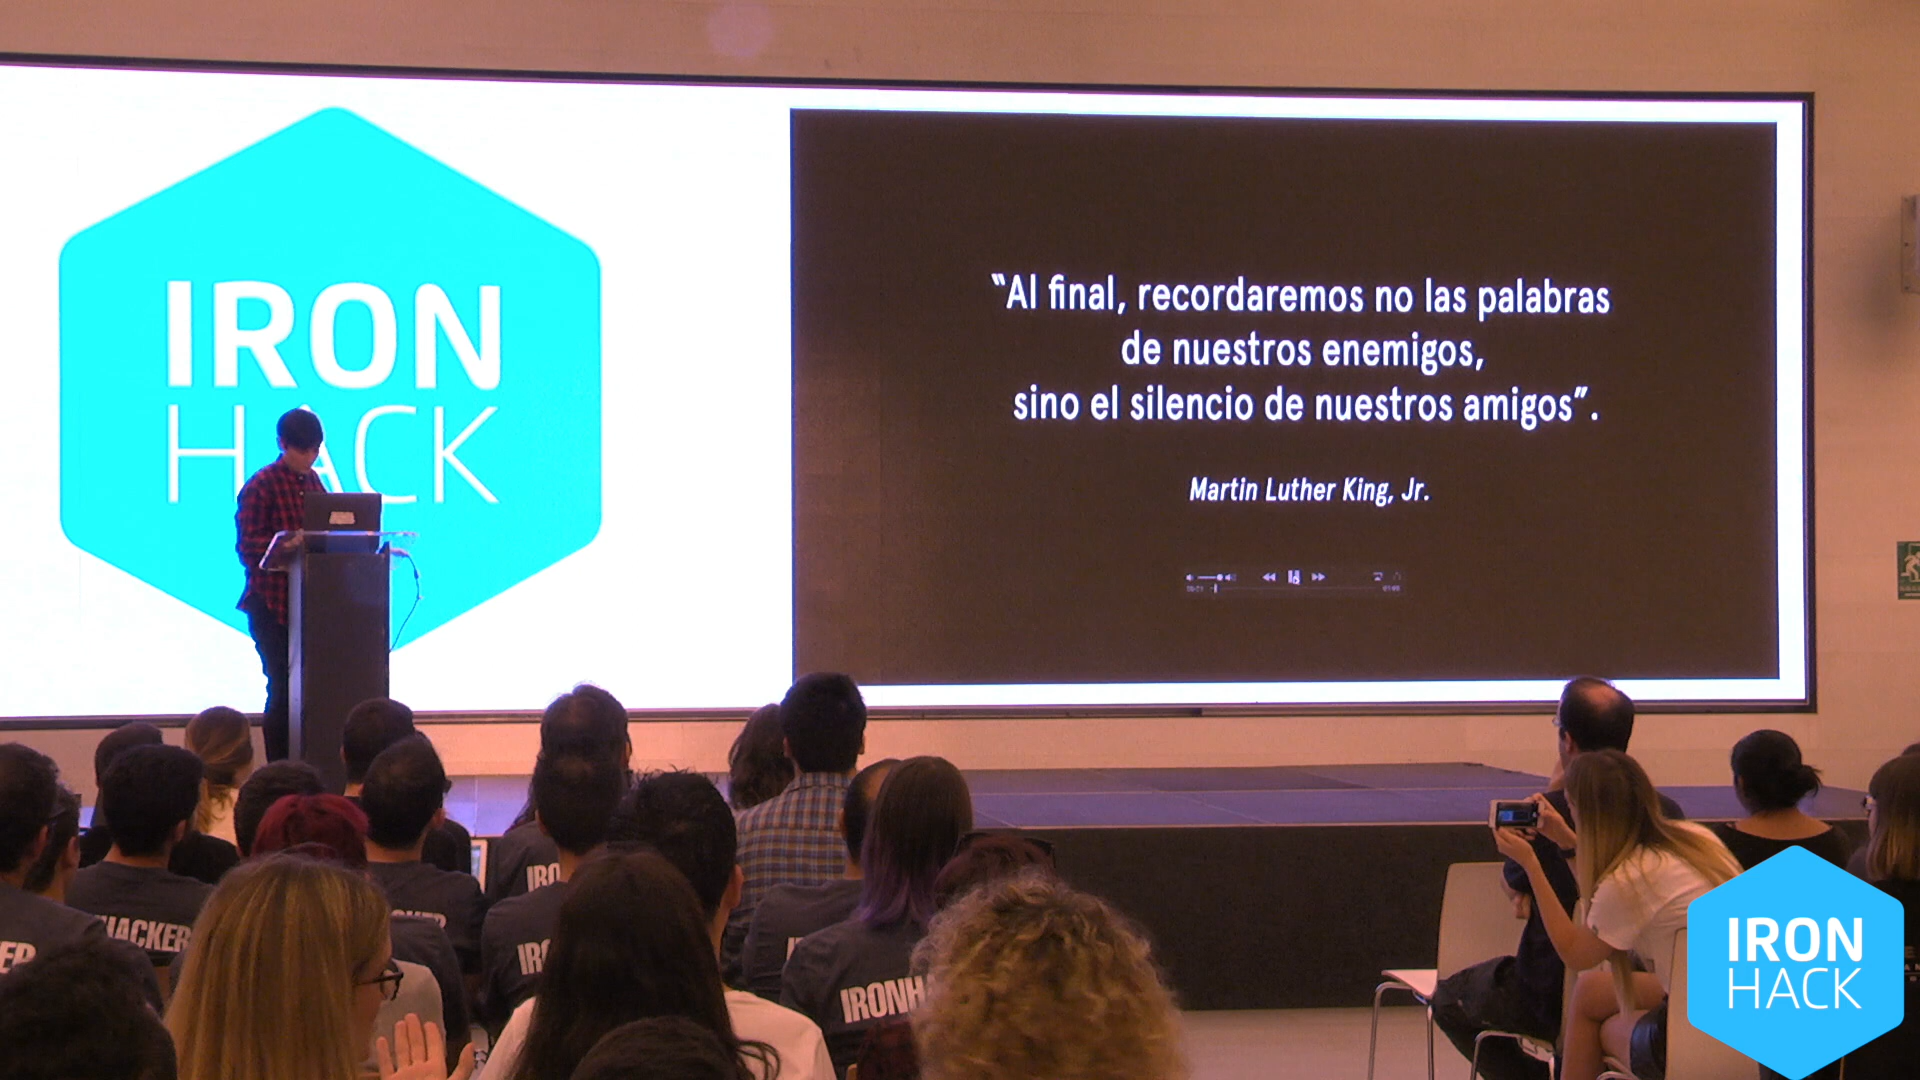 IRON
HACK
“Al final, recordaremos no las palabras
de nuestros enemigos,
sino el silencio de nuestros amigos”.
Martin Luther King, Jr.
HACKER
IRONH
IRON
HACK